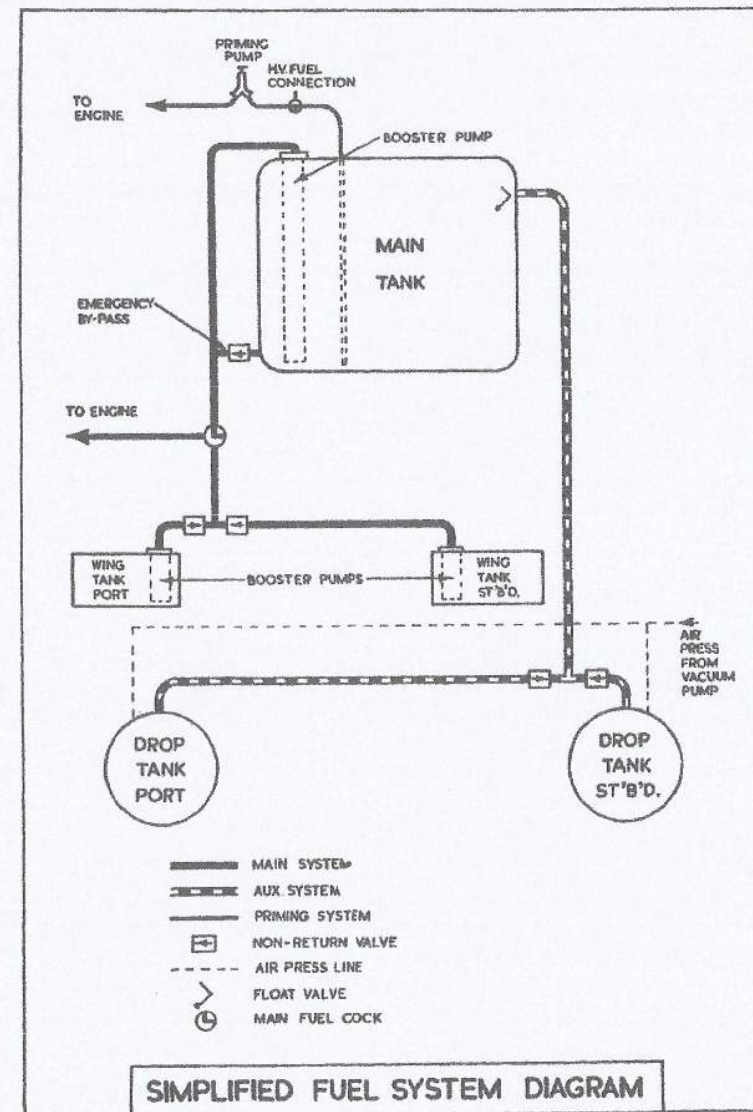 PRIMING
PUMP
H.V. FUEL
CONNECTION
TO
ENGINE
BOOSTER PUMP
MAIN
TANK
EMERGENCY
BY-PASS
TO ENGINE
WING
TANK
PORT
BOOSTER PUMPS
WING
TANK
ST'B'D.
AIR
PRESS
FROM
VACUUM
PUMP
DROP
TANK
PORT
DROP
TANK
ST'B'D.
MAIN SYSTEM
AUX. SYSTEM
PRIMING SYSTEM
NON-RETURN VALVE
AIR PRESS LINE
FLOAT VALVE
MAIN FUEL COCK
SIMPLIFIED FUEL SYSTEM DIAGRAM